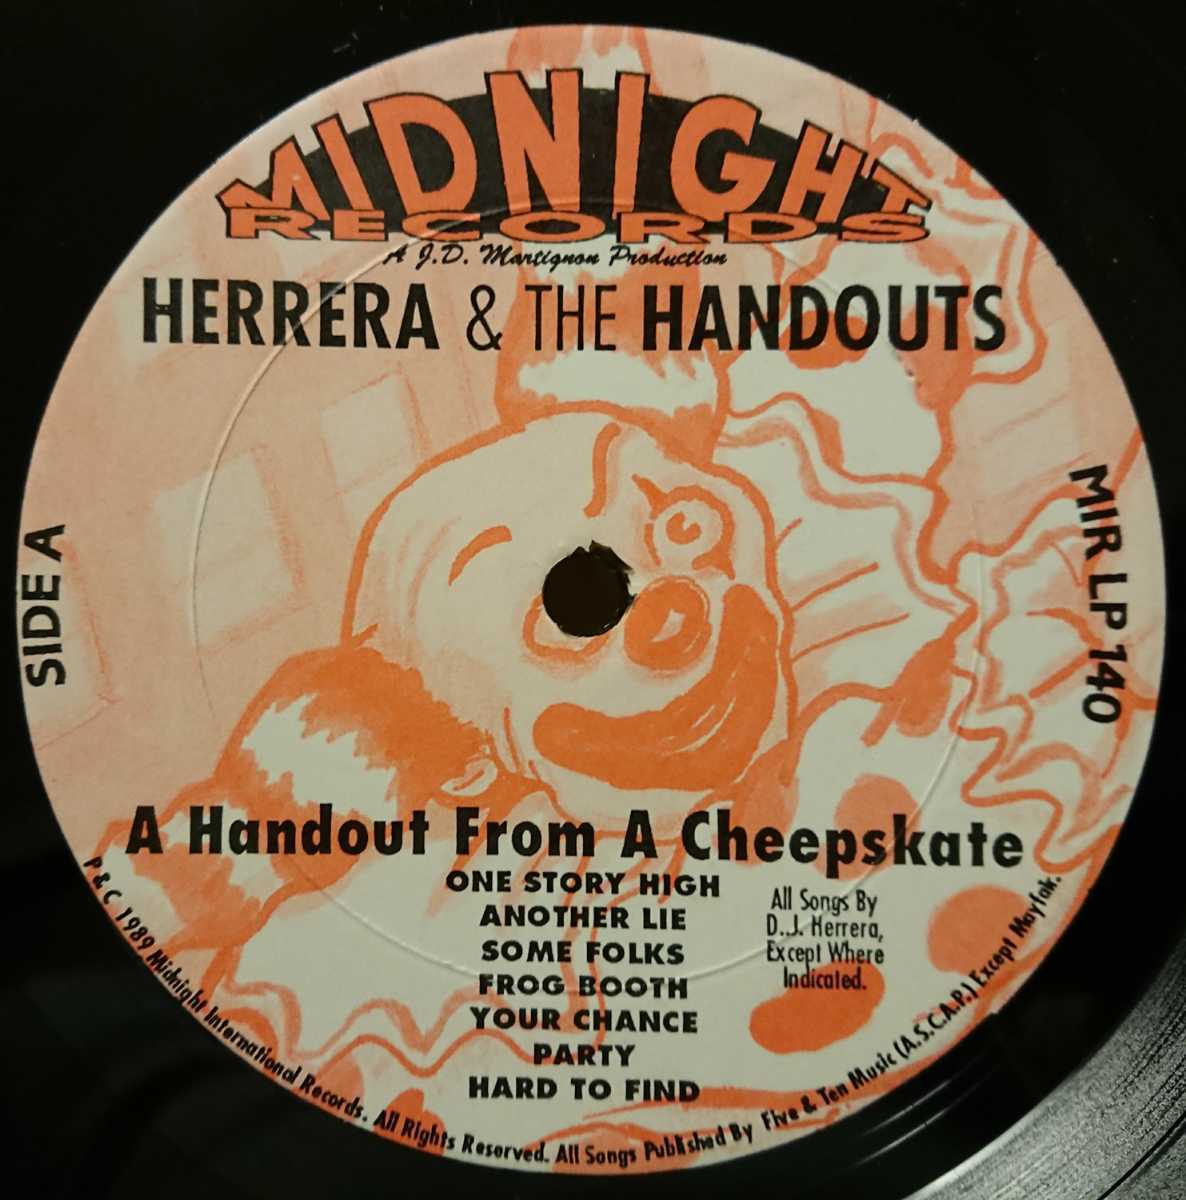 MIDNIGHT
RECORDS
A J.D. Martignon Production
HERRERA & THE HANDOUTS
SIDE A
MIR LP 140
A Handout From A Cheepskate
ONE STORY HIGH
ANOTHER LIE
SOME FOLKS
FROG BOOTH
YOUR CHANCE
PARTY
HARD TO FIND
All Songs By
D.J. Herrera,
Except Where
Indicated.
P & C 1989 Midnight International Records. All Rights Reserved. All Songs Published By Five & Ten Music (A.S.C.A.P.) Except Mayfak.